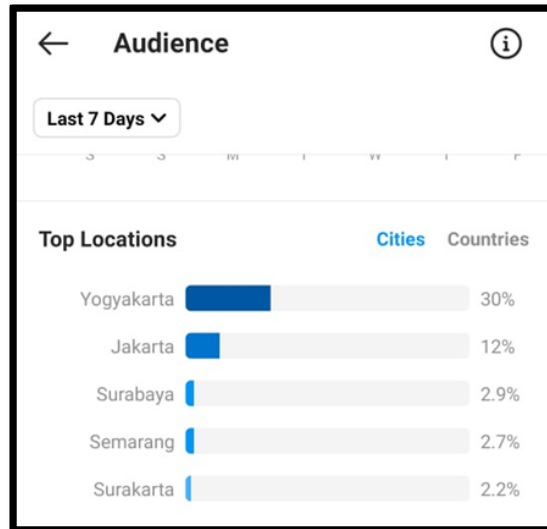 Audience
Last 7 Days
S S M T W T F
Top Locations
Cities Countries
Yogyakarta 30%
Jakarta 12%
Surabaya 2.9%
Semarang 2.7%
Surakarta 2.2%